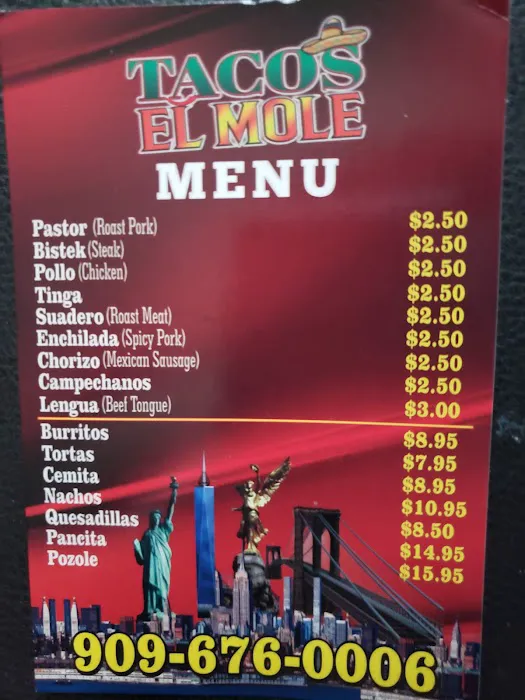 TACOS
EL MOLE
MENU
Pastor (Roast Pork) $2.50
Bistek (Steak) $2.50
Pollo (Chicken) $2.50
Tinga $2.50
Suadero (Roast Meat) $2.50
Enchilada (Spicy Pork) $2.50
Chorizo (Mexican Sausage) $2.50
Campechanos $2.50
Lengua (Beef Tongue) $3.00
Burritos $8.95
Tortas $7.95
Cemita $8.95
Nachos $10.95
Quesadillas $8.50
Pancita $14.95
Pozole $15.95
909-676-0006